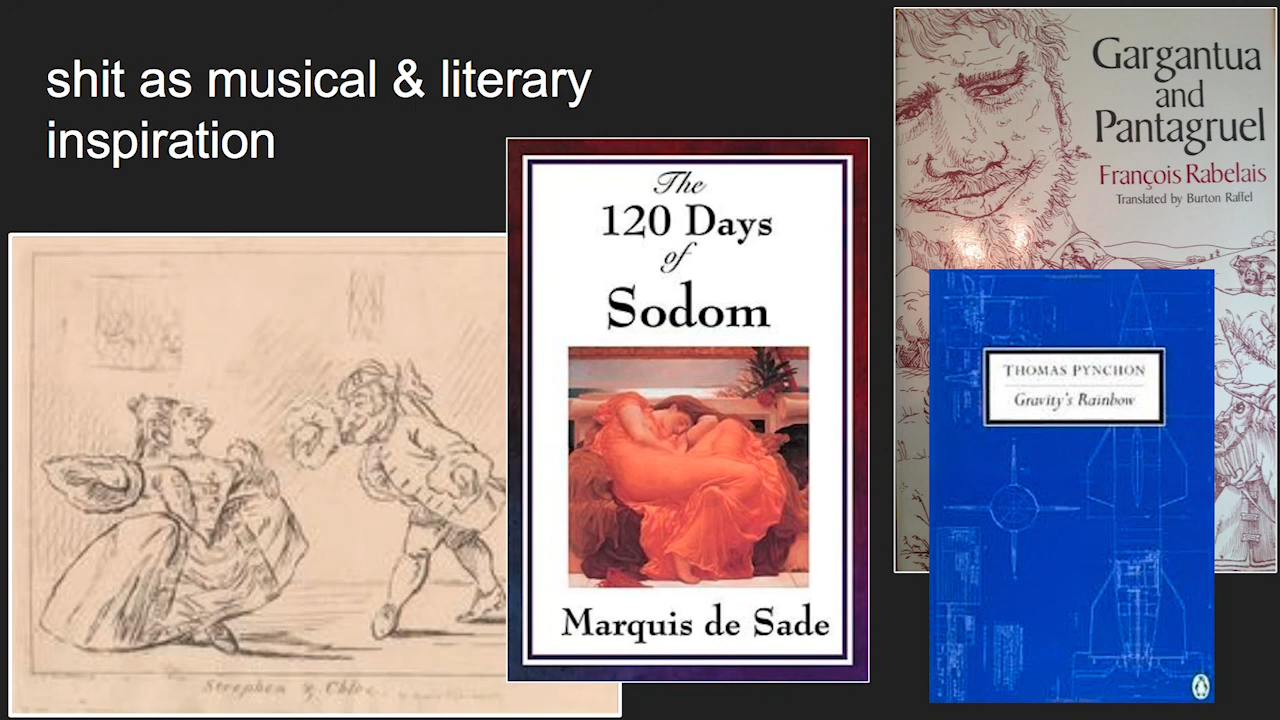 shit as musical & literary
inspiration
The
120 Days
of
Sodom
Marquis de Sade
Gargantua
and
Pantagruel
François Rabelais
Translated by Burton Raffel
THOMAS PYNCHON
Gravity's Rainbow
Strephon & Chloe